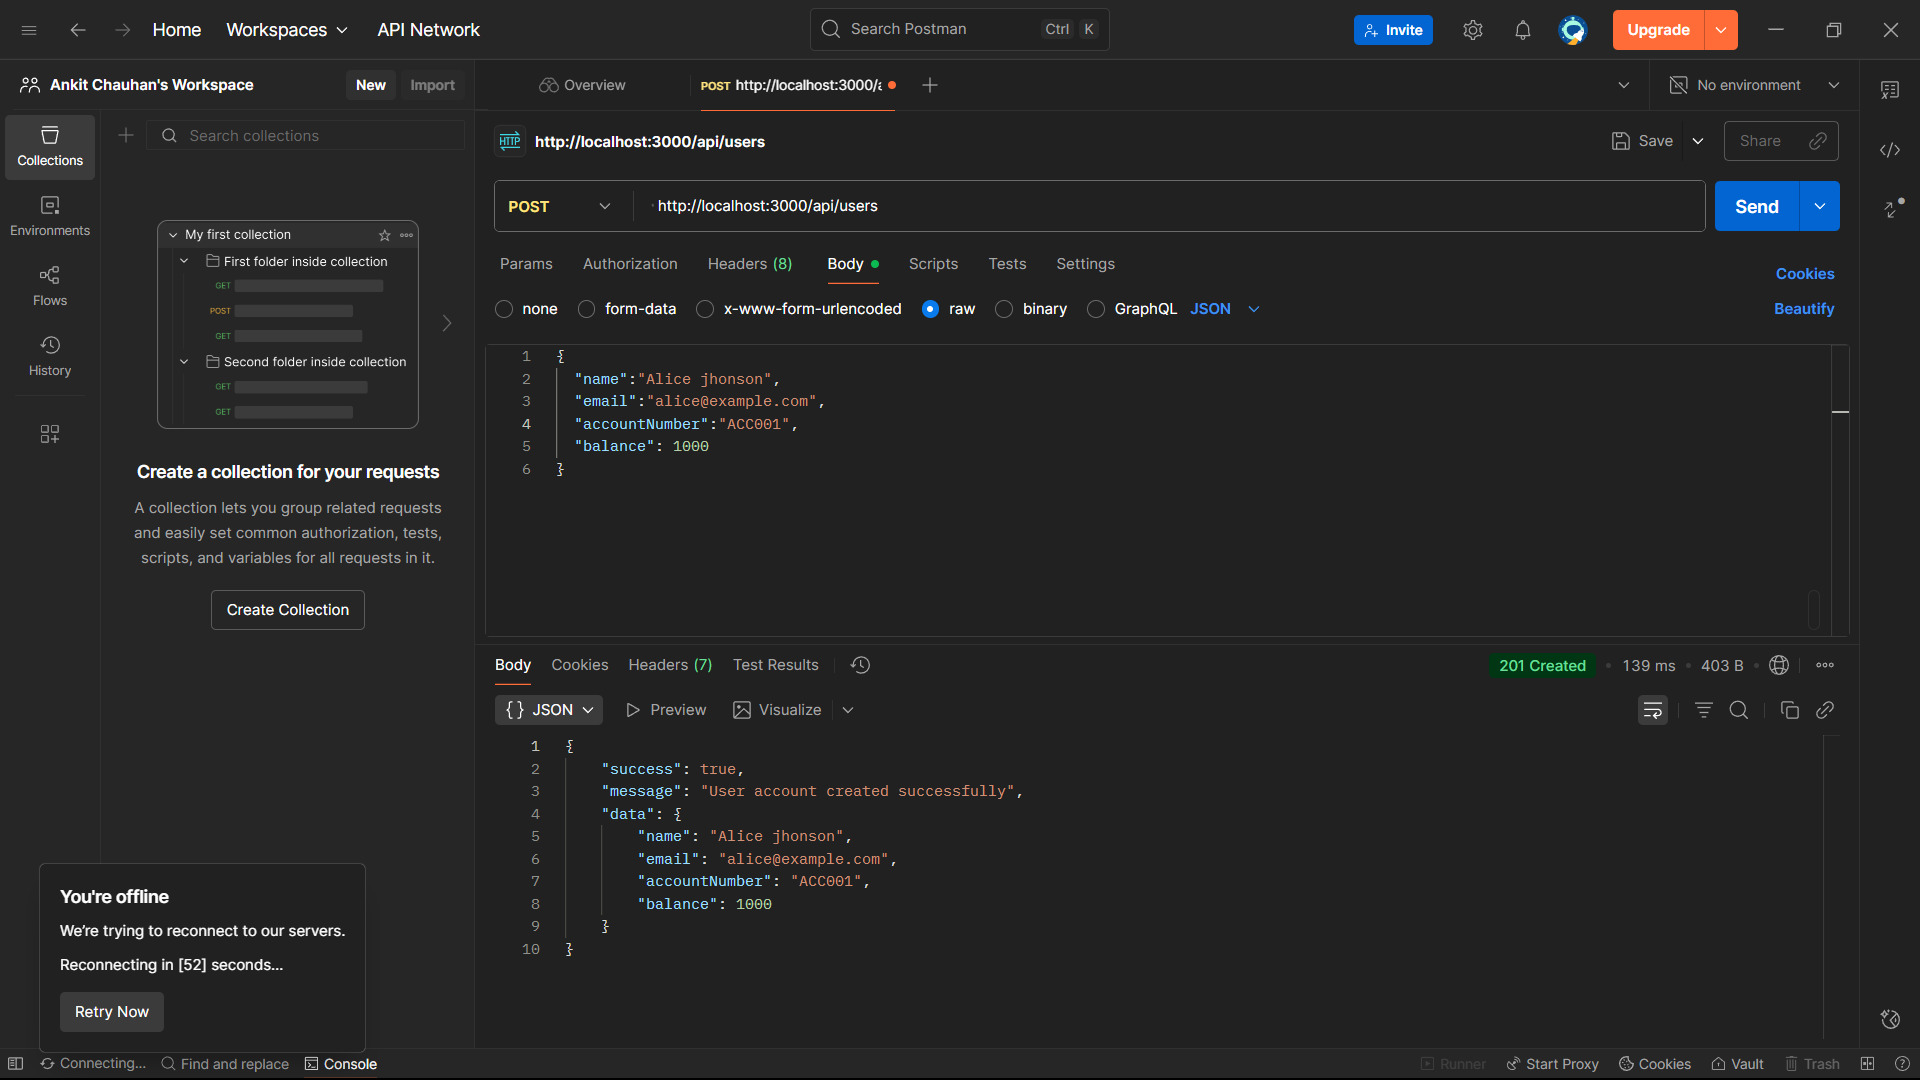 Home Workspaces API Network Search Postman Ctrl K Invite Upgrade
Ankit Chauhan's Workspace New Import Overview POST http://localhost:3000/a No environment
Collections Search collections HTTP http://localhost:3000/api/users Save Share
Environments
Flows
History
My first collection
First folder inside collection
GET
POST
GET
Second folder inside collection
GET
GET
Create a collection for your requests
A collection lets you group related requests
and easily set common authorization, tests,
scripts, and variables for all requests in it.
Create Collection
POST http://localhost:3000/api/users Send
Params Authorization Headers (8) Body Scripts Tests Settings Cookies
none form-data x-www-form-urlencoded raw binary GraphQL JSON Beautify
1 {
2 "name":"Alice jhonson",
3 "email":"alice@example.com",
4 "accountNumber":"ACC001",
5 "balance": 1000
6 }
Body Cookies Headers (7) Test Results 201 Created 139 ms 403 B
{} JSON Preview Visualize
1 {
2 "success": true,
3 "message": "User account created successfully",
4 "data": {
5 "name": "Alice jhonson",
6 "email": "alice@example.com",
7 "accountNumber": "ACC001",
8 "balance": 1000
9 }
10 }
You're offline
We're trying to reconnect to our servers.
Reconnecting in [52] seconds...
Retry Now
Connecting... Find and replace Console Runner Start Proxy Cookies Vault Trash